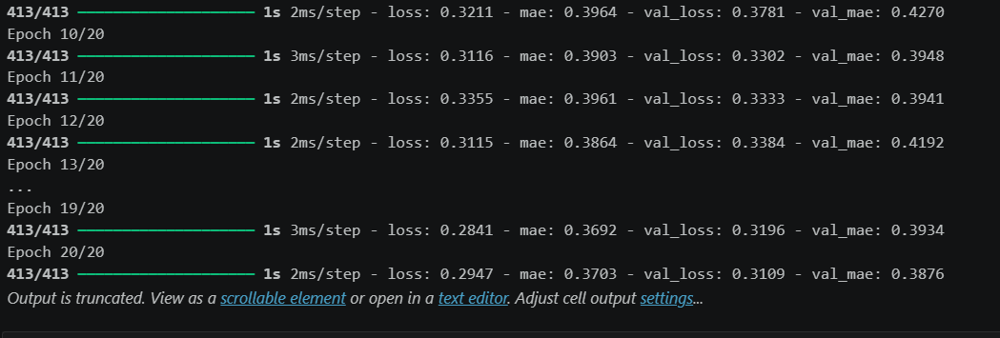 413/413 ━━━━━━━━━━━━━━━━━━━━ 1s 2ms/step - loss: 0.3211 - mae: 0.3964 - val_loss: 0.3781 - val_mae: 0.4270
Epoch 10/20
413/413 ━━━━━━━━━━━━━━━━━━━━ 1s 3ms/step - loss: 0.3116 - mae: 0.3903 - val_loss: 0.3302 - val_mae: 0.3948
Epoch 11/20
413/413 ━━━━━━━━━━━━━━━━━━━━ 1s 2ms/step - loss: 0.3355 - mae: 0.3961 - val_loss: 0.3333 - val_mae: 0.3941
Epoch 12/20
413/413 ━━━━━━━━━━━━━━━━━━━━ 1s 2ms/step - loss: 0.3115 - mae: 0.3864 - val_loss: 0.3384 - val_mae: 0.4192
Epoch 13/20
...
Epoch 19/20
413/413 ━━━━━━━━━━━━━━━━━━━━ 1s 3ms/step - loss: 0.2841 - mae: 0.3692 - val_loss: 0.3196 - val_mae: 0.3934
Epoch 20/20
413/413 ━━━━━━━━━━━━━━━━━━━━ 1s 2ms/step - loss: 0.2947 - mae: 0.3703 - val_loss: 0.3109 - val_mae: 0.3876
Output is truncated. View as a scrollable element or open in a text editor. Adjust cell output settings...